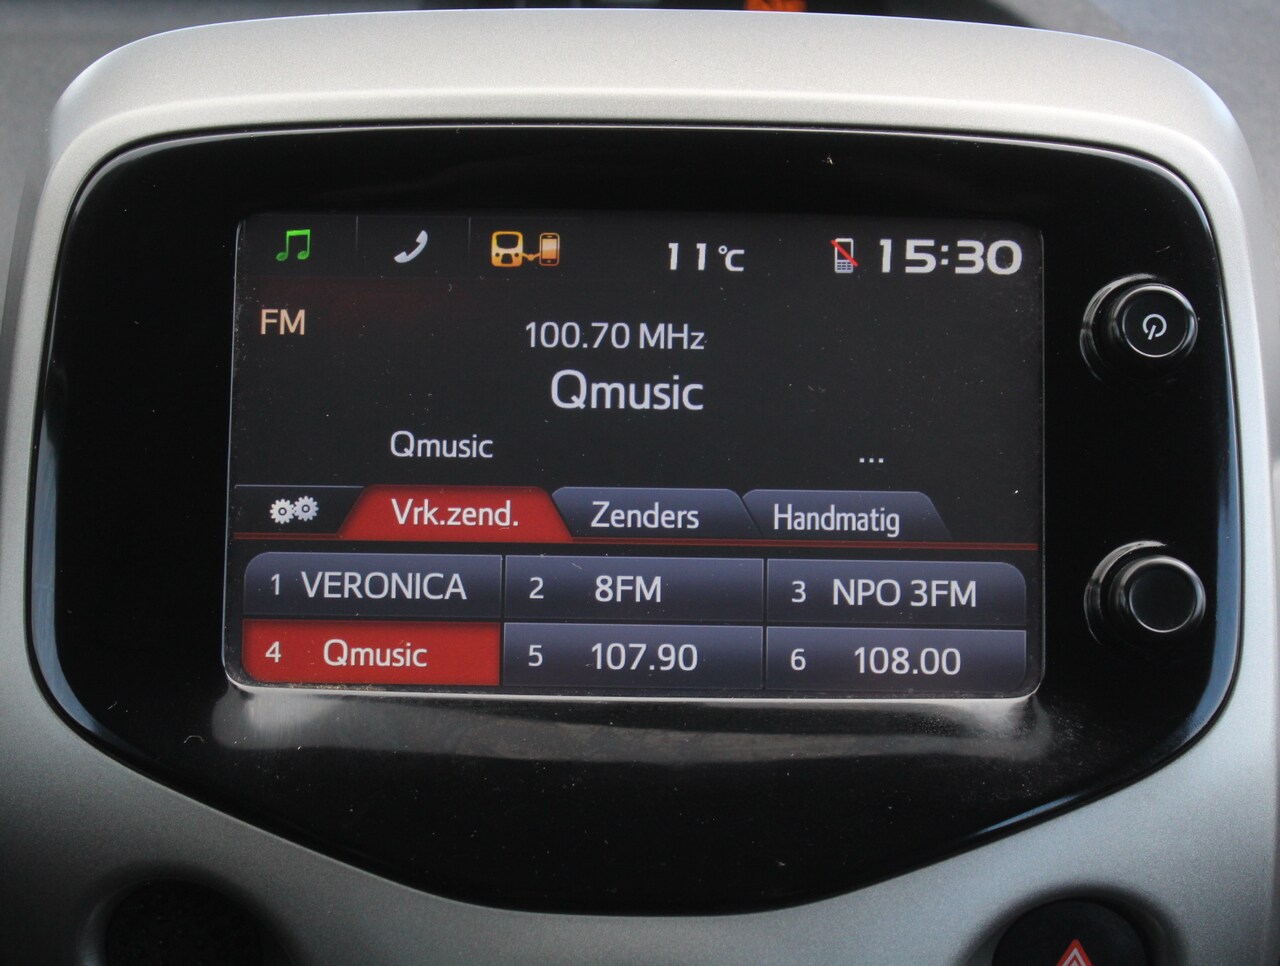 11°C 15:30
FM
100.70 MHz
Qmusic
Qmusic ...
Vrk.zend. Zenders Handmatig
1 VERONICA 2 8FM 3 NPO 3FM
4 Qmusic 5 107.90 6 108.00